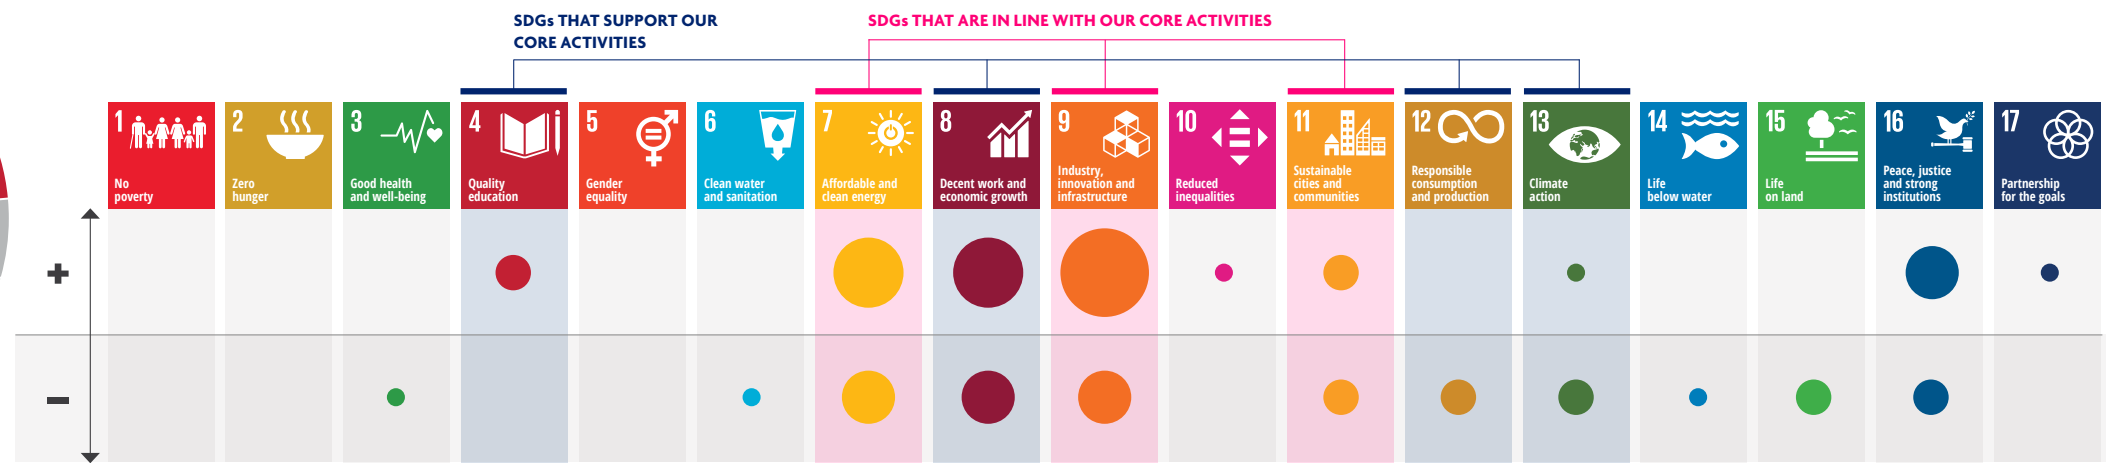 SDGs THAT SUPPORT OUR
CORE ACTIVITIES
SDGs THAT ARE IN LINE WITH OUR CORE ACTIVITIES
1
No
poverty
2
Zero
hunger
3
Good health
and well-being
4
Quality
education
5
Gender
equality
6
Clean water
and sanitation
7
Affordable and
clean energy
8
Decent work and
economic growth
9
Industry,
innovation and
infrastructure
10
Reduced
inequalities
11
Sustainable
cities and
communities
12
Responsible
consumption
and production
13
Climate
action
14
Life
below water
15
Life
on land
16
Peace, justice
and strong
institutions
17
Partnership
for the goals
+
−